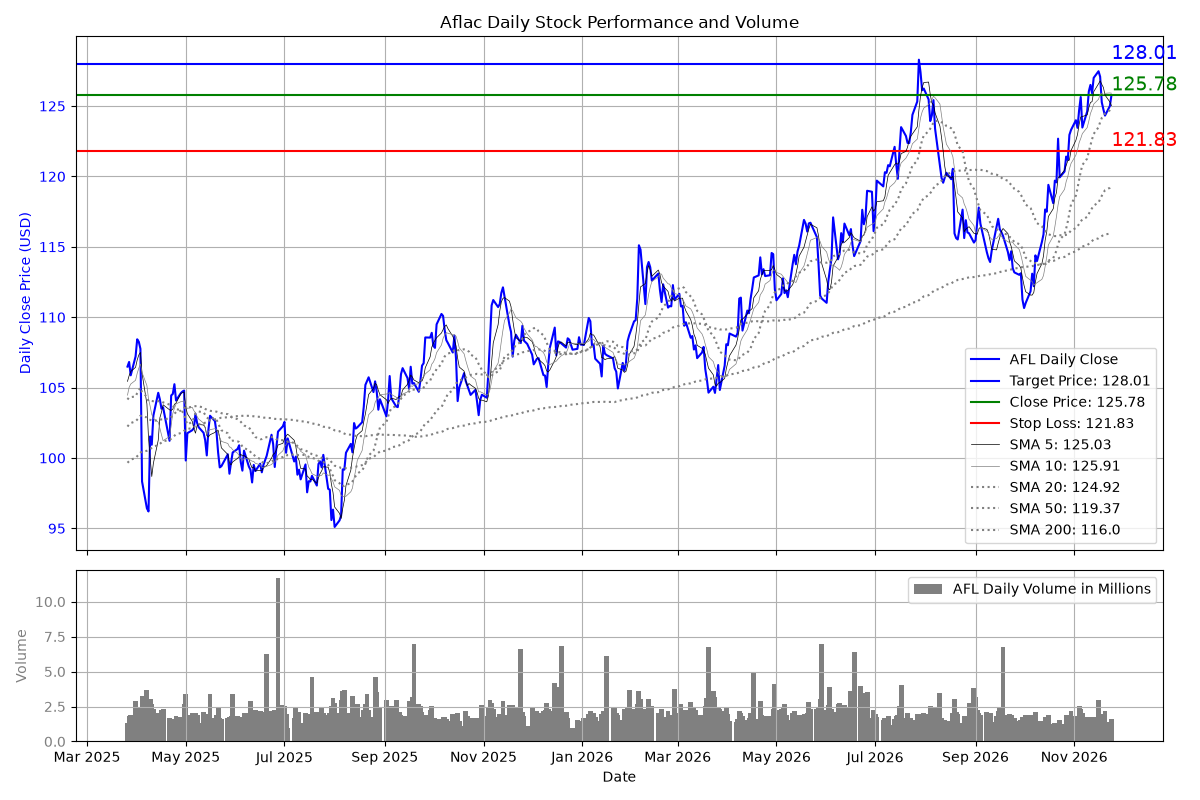 Aflac Daily Stock Performance and Volume
128.01
125.78
121.83
125
120
115
110
105
100
95
Daily Close Price (USD)
AFL Daily Close
Target Price: 128.01
Close Price: 125.78
Stop Loss: 121.83
SMA 5: 125.03
SMA 10: 125.91
SMA 20: 124.92
SMA 50: 119.37
SMA 200: 116.0
AFL Daily Volume in Millions
10.0
7.5
5.0
2.5
0.0
Volume
Mar 2025 May 2025 Jul 2025 Sep 2025 Nov 2025 Jan 2026 Mar 2026 May 2026 Jul 2026 Sep 2026 Nov 2026
Date